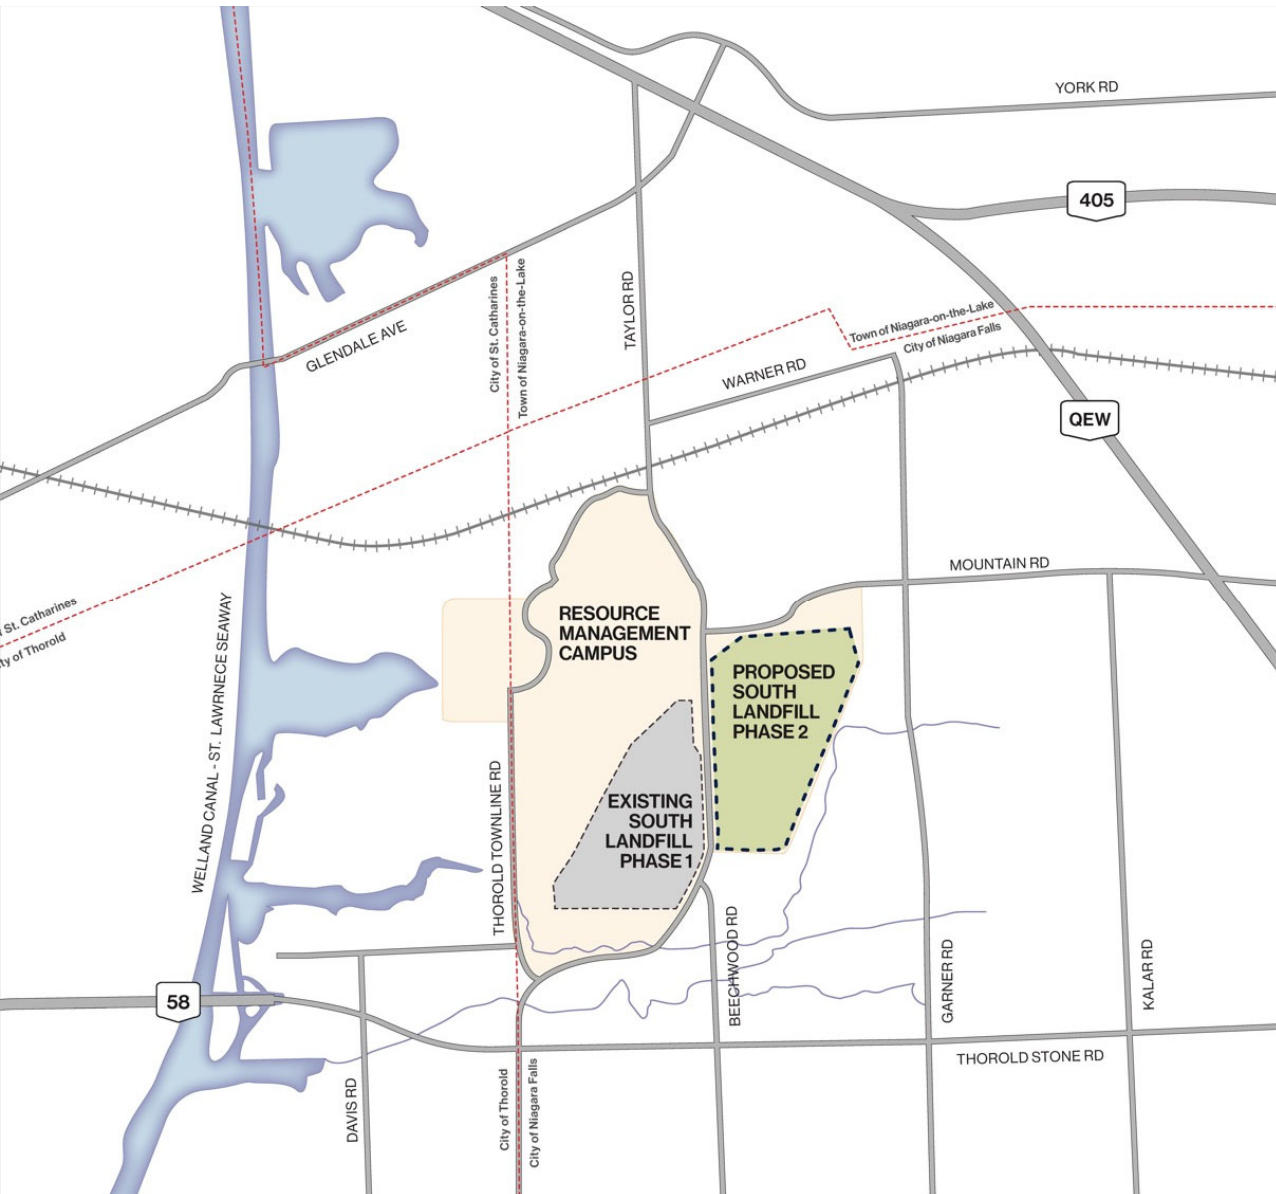 YORK RD
405
TAYLOR RD
City of St. Catharines
Town of Niagara-on-the-Lake
Town of Niagara-on-the-Lake
City of Niagara Falls
GLENDALE AVE
WARNER RD
QEW
MOUNTAIN RD
St. Catharines
of Thorold
WELLAND CANAL - ST. LAWRNECE SEAWAY
RESOURCE
MANAGEMENT
CAMPUS
PROPOSED
SOUTH
LANDFILL
PHASE 2
EXISTING
SOUTH
LANDFILL
PHASE 1
THOROLD TOWNLINE RD
BEECHWOOD RD
GARNER RD
KALAR RD
58
THOROLD STONE RD
DAVIS RD
City of Thorold
City of Niagara Falls